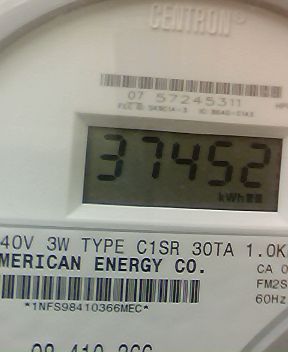 CENTRON®
07 57245311
37452
kWh
40V 3W TYPE C1SR 30TA 1.0K
MERICAN ENERGY CO.
CA 0
FM2S
60Hz
*1NFS98410366MEC*